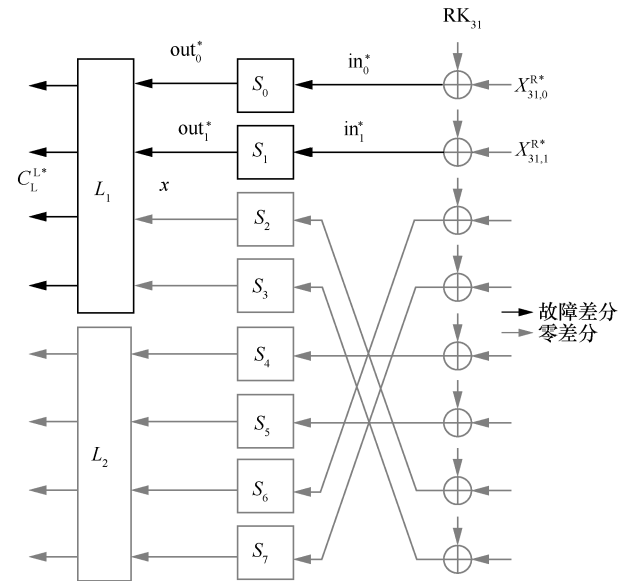 RK₃₁
out₀* S₀ in₀* X₃₁,₀ᴿ*
out₁* S₁ in₁* X₃₁,₁ᴿ*
C_L^L* L₁ x
S₂
S₃
故障差分
零差分
S₄
S₅
L₂
S₆
S₇